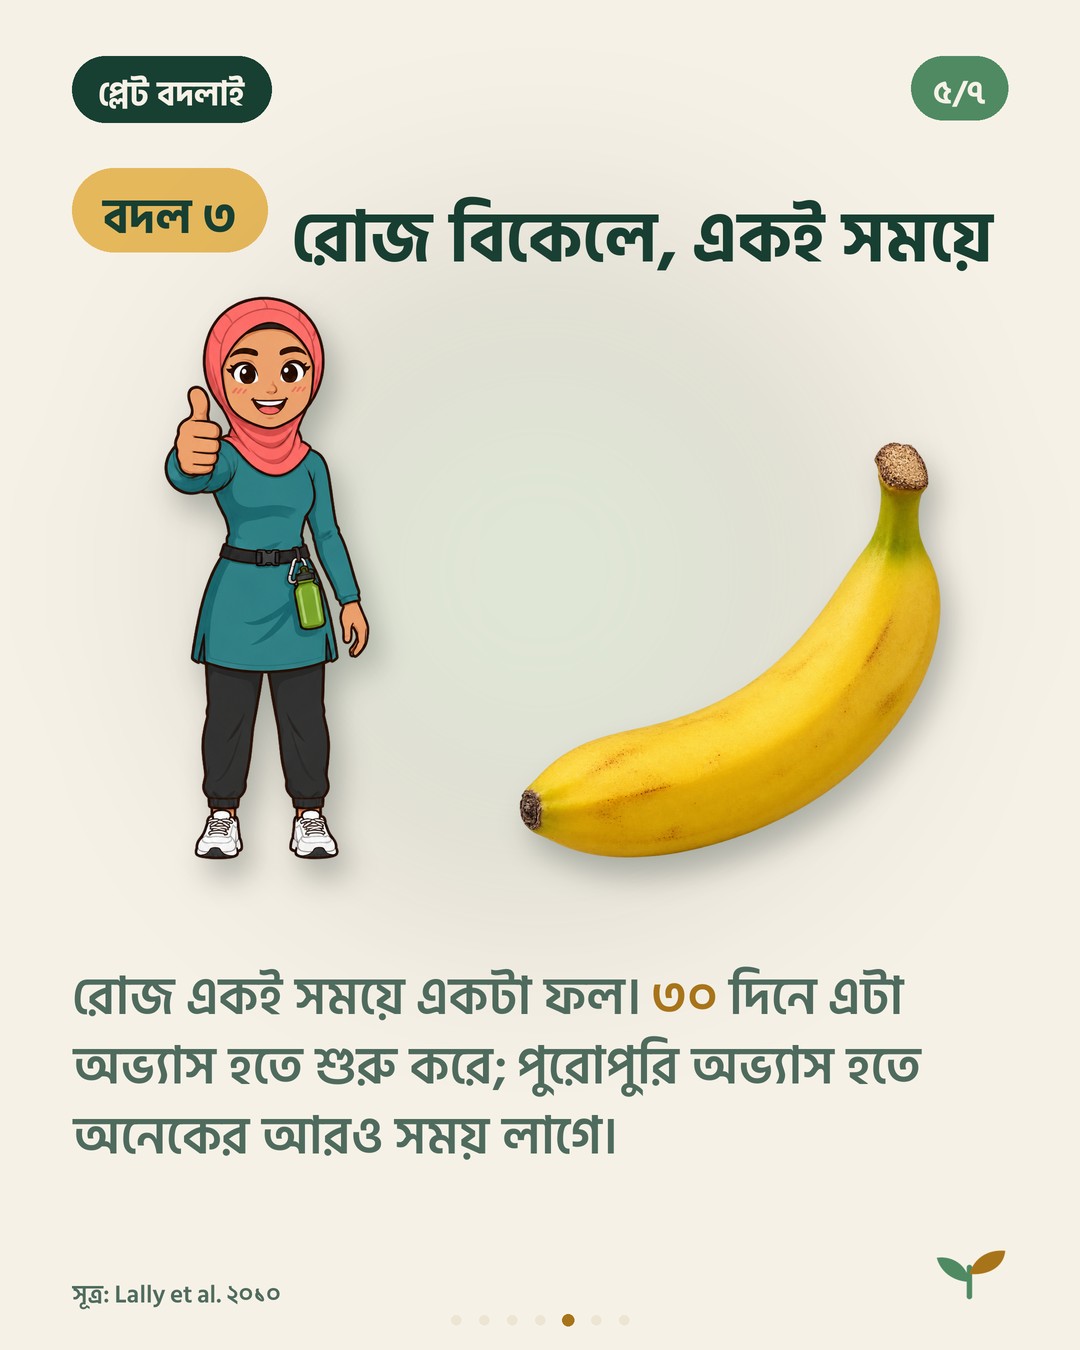 প্লেট বদলাই
৫/৭
বদল ৩
রোজ বিকেলে, একই সময়ে
রোজ একই সময়ে একটা ফল। ৩০ দিনে এটা
অভ্যাস হতে শুরু করে; পুরোপুরি অভ্যাস হতে
অনেকের আরও সময় লাগে।
সূত্র: Lally et al. ২০১০